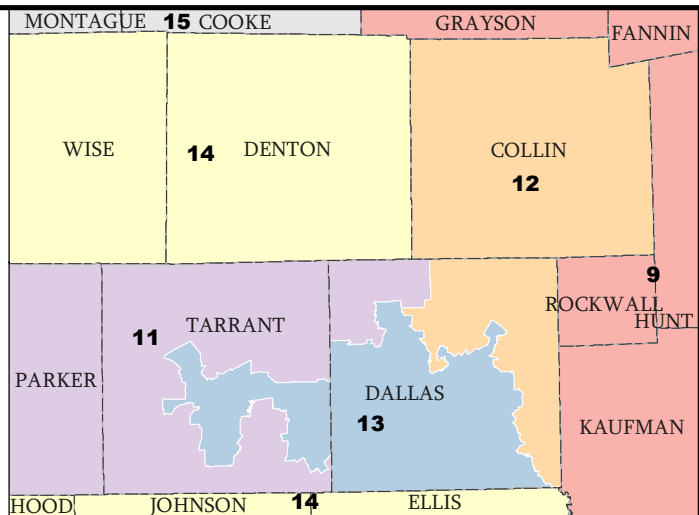 MONTAGUE 15 COOKE GRAYSON
FANNIN
WISE 14 DENTON COLLIN
12
9
ROCKWALL
HUNT
11 TARRANT
PARKER DALLAS
13 KAUFMAN
HOOD JOHNSON 14 ELLIS